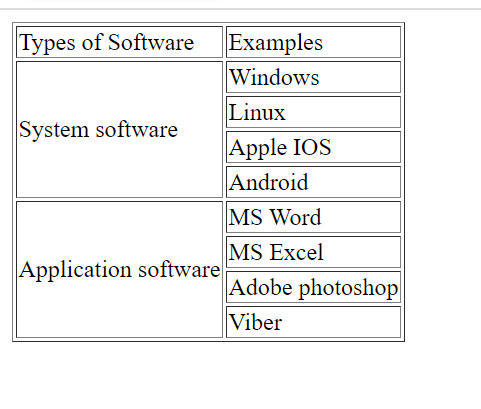 Types of Software Examples
System software
Windows
Linux
Apple IOS
Android
Application software
MS Word
MS Excel
Adobe photoshop
Viber